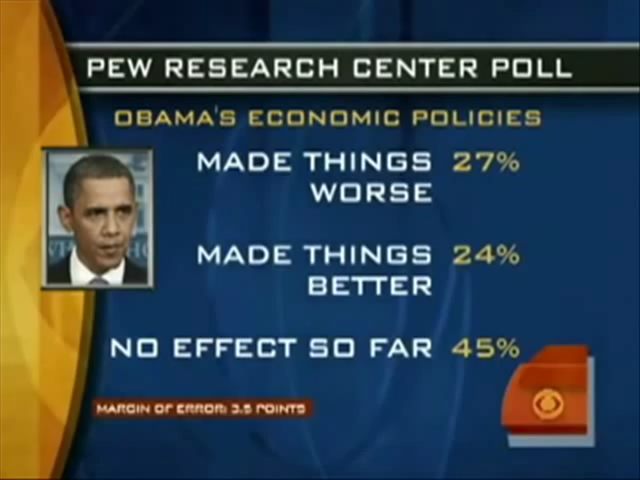 PEW RESEARCH CENTER POLL
OBAMA'S ECONOMIC POLICIES
MADE THINGS 27%
WORSE
MADE THINGS 24%
BETTER
NO EFFECT SO FAR 45%
MARGIN OF ERROR: 3.5 POINTS